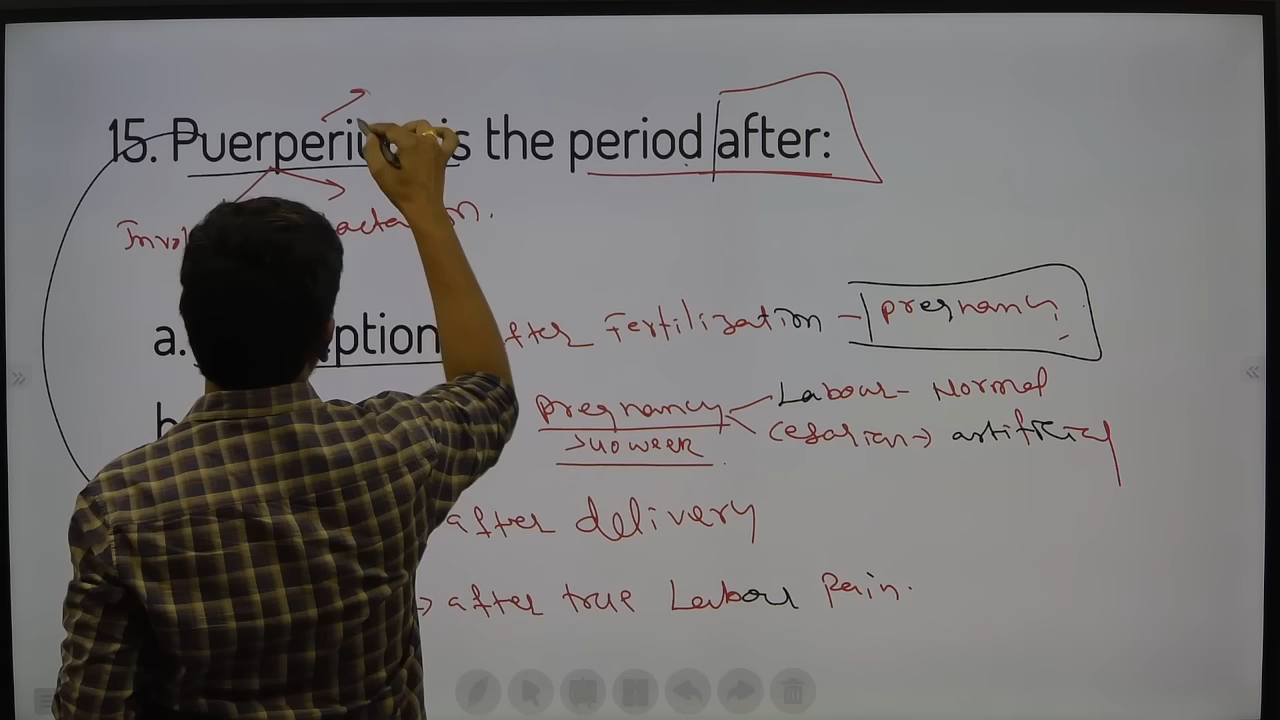 15. Puerperiu is the period after:
a. ption after Fertilization - pregnancy
pregnancy Labour - Normal
>40 week Cesarian→ artificial
after delivery
→ after true Labour Pain.